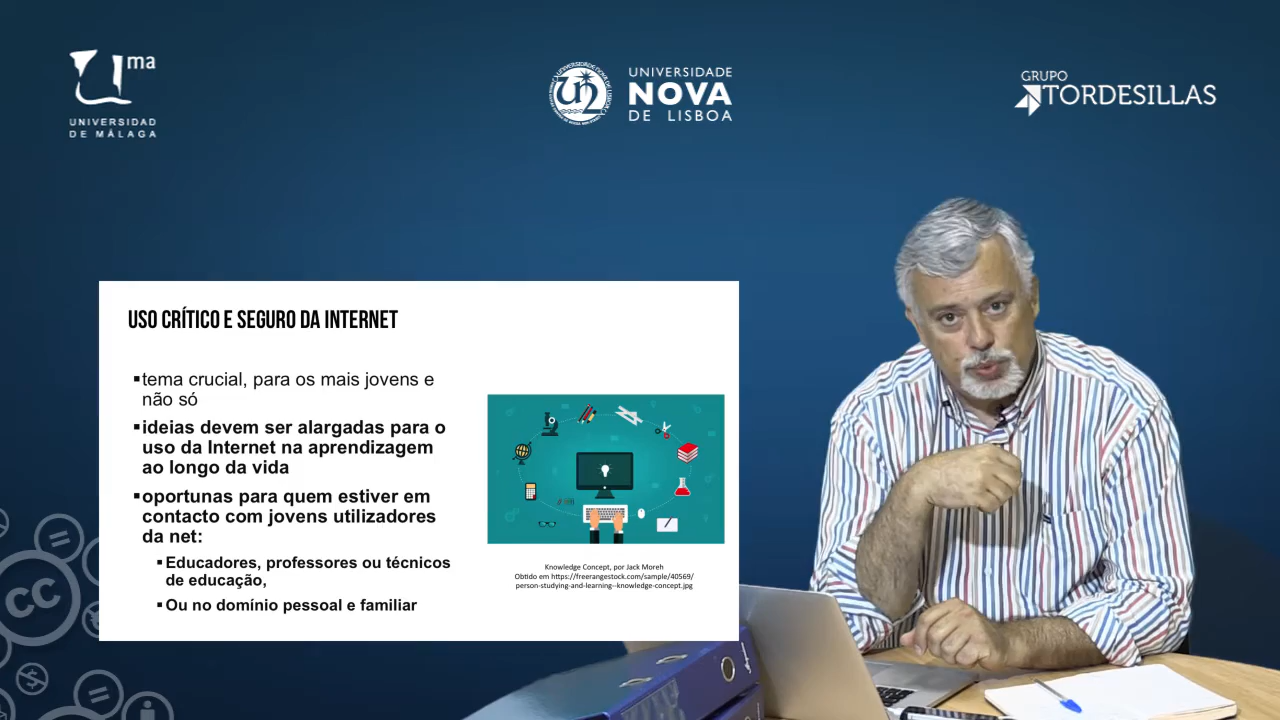 uma
UNIVERSIDAD
DE MÁLAGA
UNIVERSIDADE
NOVA
DE LISBOA
GRUPO
TORDESILLAS
USO CRÍTICO E SEGURO DA INTERNET
▪tema crucial, para os mais jovens e
não só
▪ideias devem ser alargadas para o
uso da Internet na aprendizagem
ao longo da vida
▪oportunas para quem estiver em
contacto com jovens utilizadores
da net:
▪Educadores, professores ou técnicos
de educação,
▪Ou no domínio pessoal e familiar
Knowledge Concept, por Jack Moreh
Obtido em https://freerangestock.com/sample/40569/
person-studying-and-learning--knowledge-concept.jpg
cc